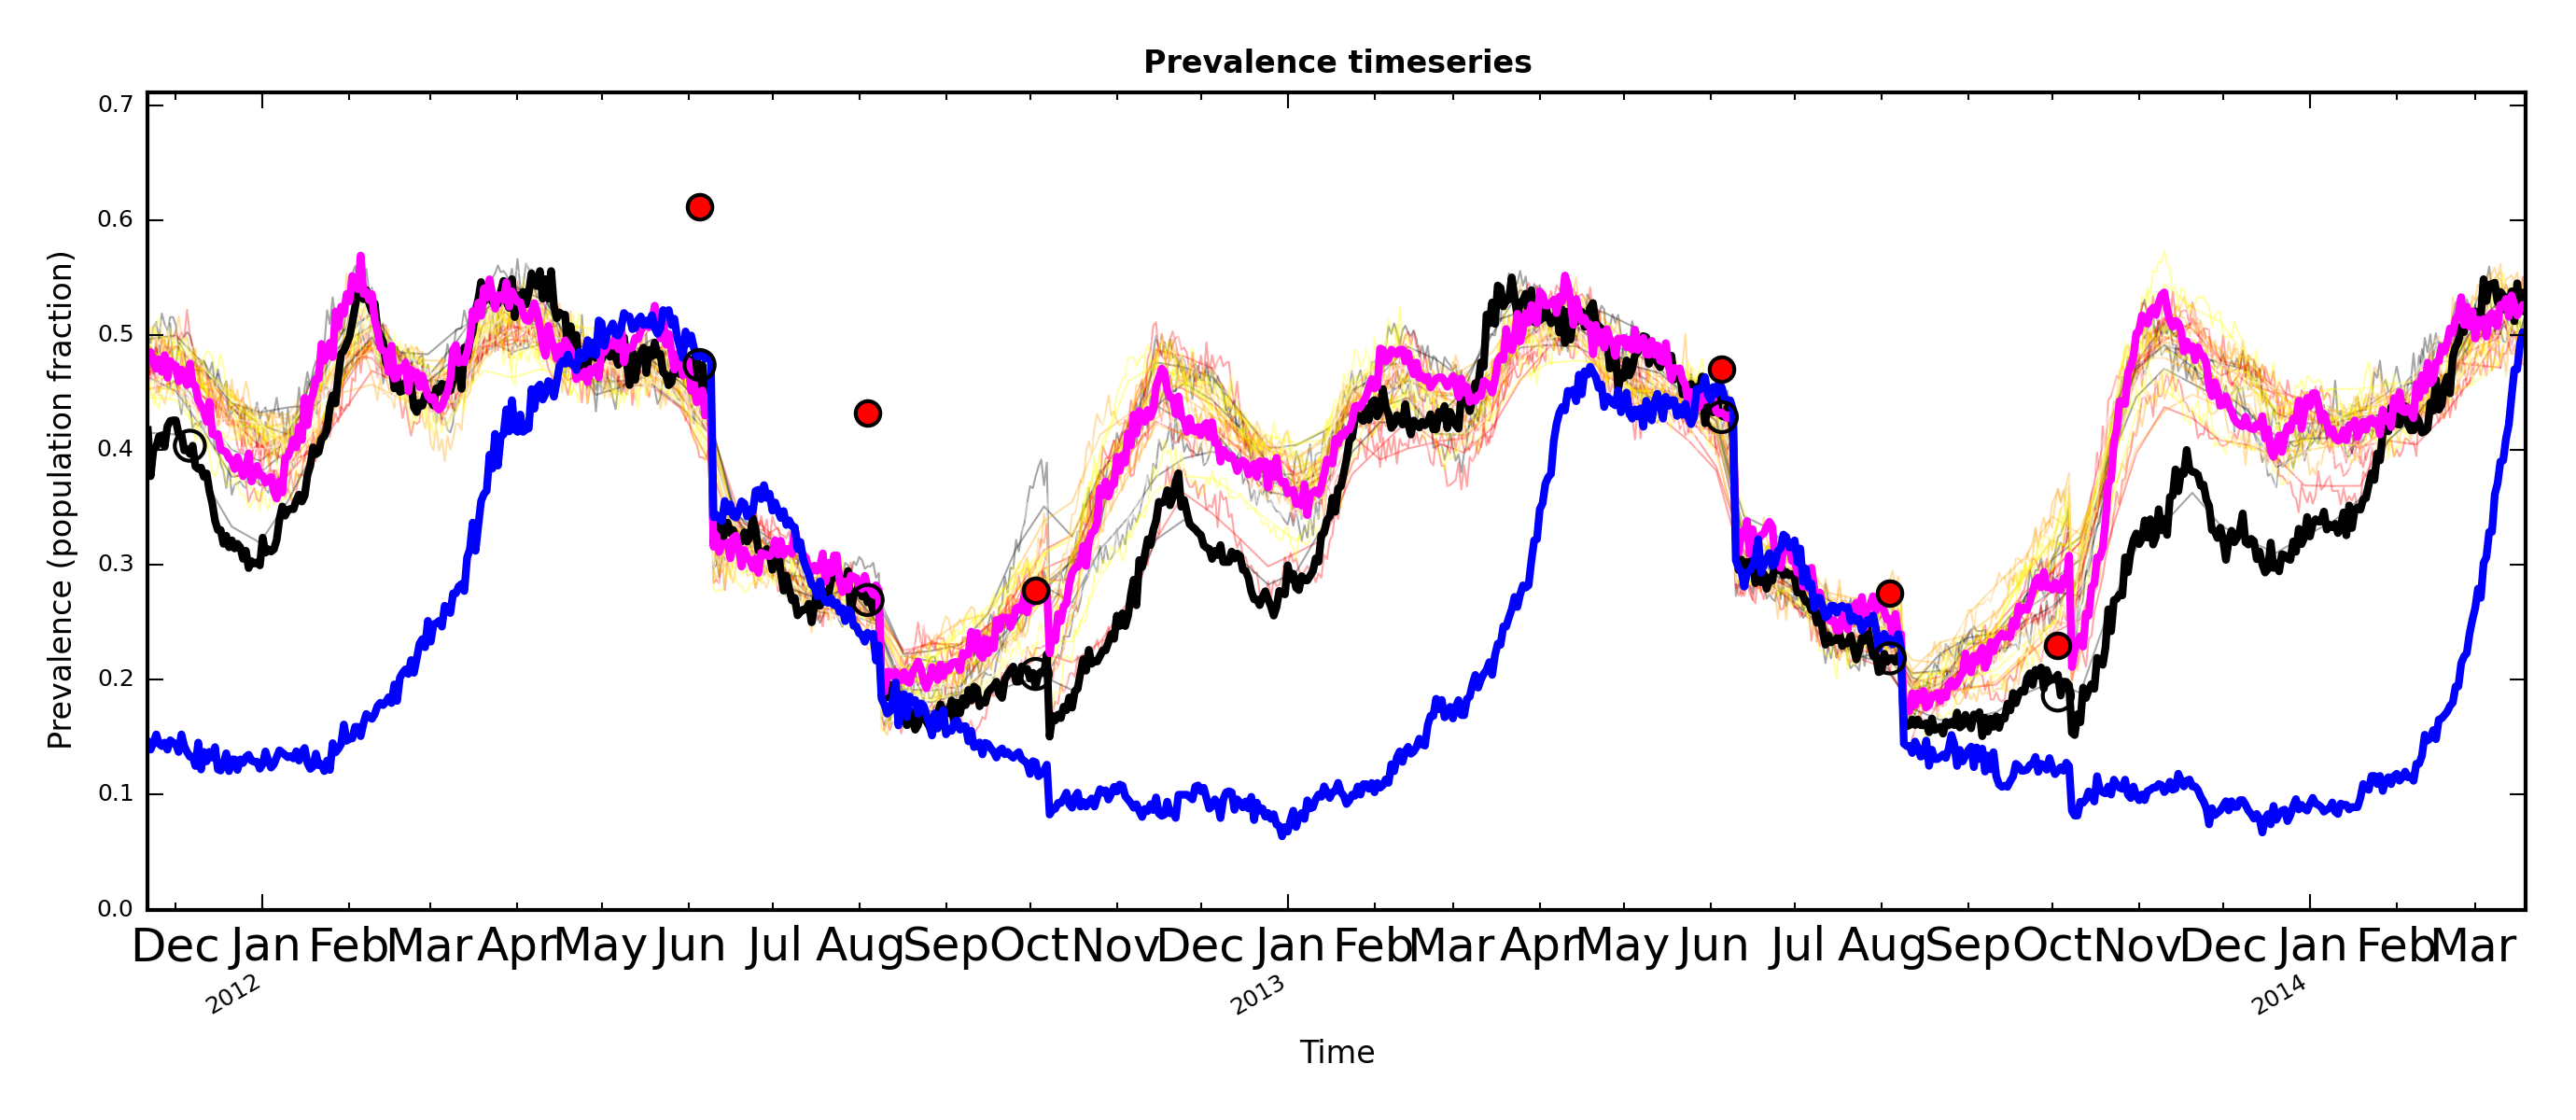 Prevalence timeseries
0.7
0.6
0.5
0.4
0.3
0.2
0.1
0.0
Prevalence (population fraction)
Dec Jan Feb Mar Apr May Jun Jul Aug Sep Oct Nov Dec Jan Feb Mar Apr May Jun Jul Aug Sep Oct Nov Dec Jan Feb Mar
2012 2013 2014
Time